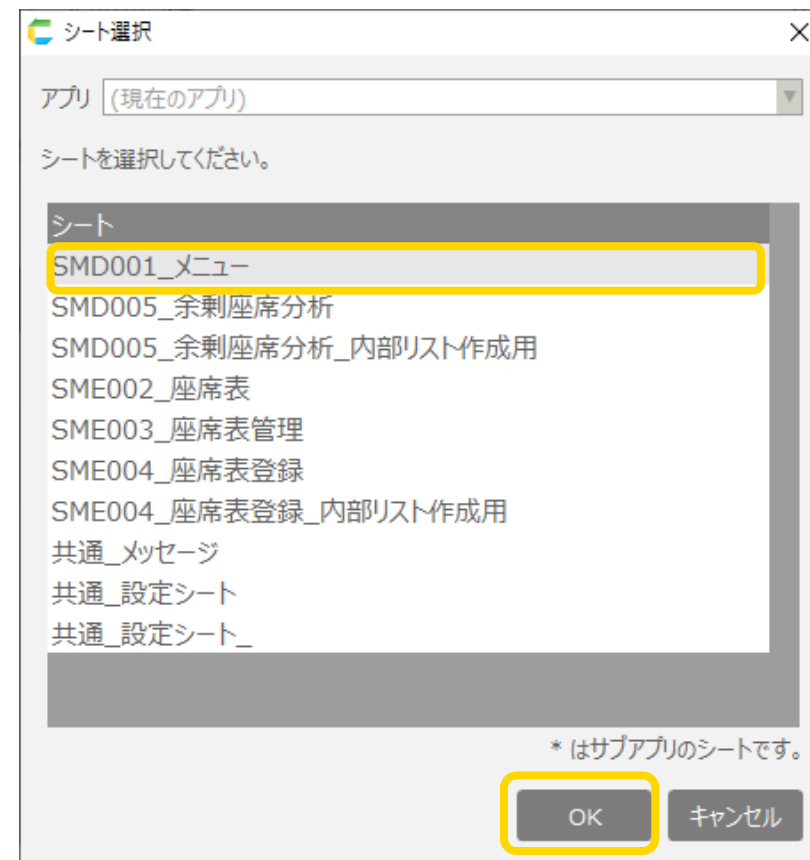 シート選択
アプリ (現在のアプリ)
シートを選択してください。
シート
SMD001_メニュー
SMD005_余剰座席分析
SMD005_余剰座席分析_内部リスト作成用
SME002_座席表
SME003_座席表管理
SME004_座席表登録
SME004_座席表登録_内部リスト作成用
共通_メッセージ
共通_設定シート
共通_設定シート_
* はサブアプリのシートです。
OK キャンセル